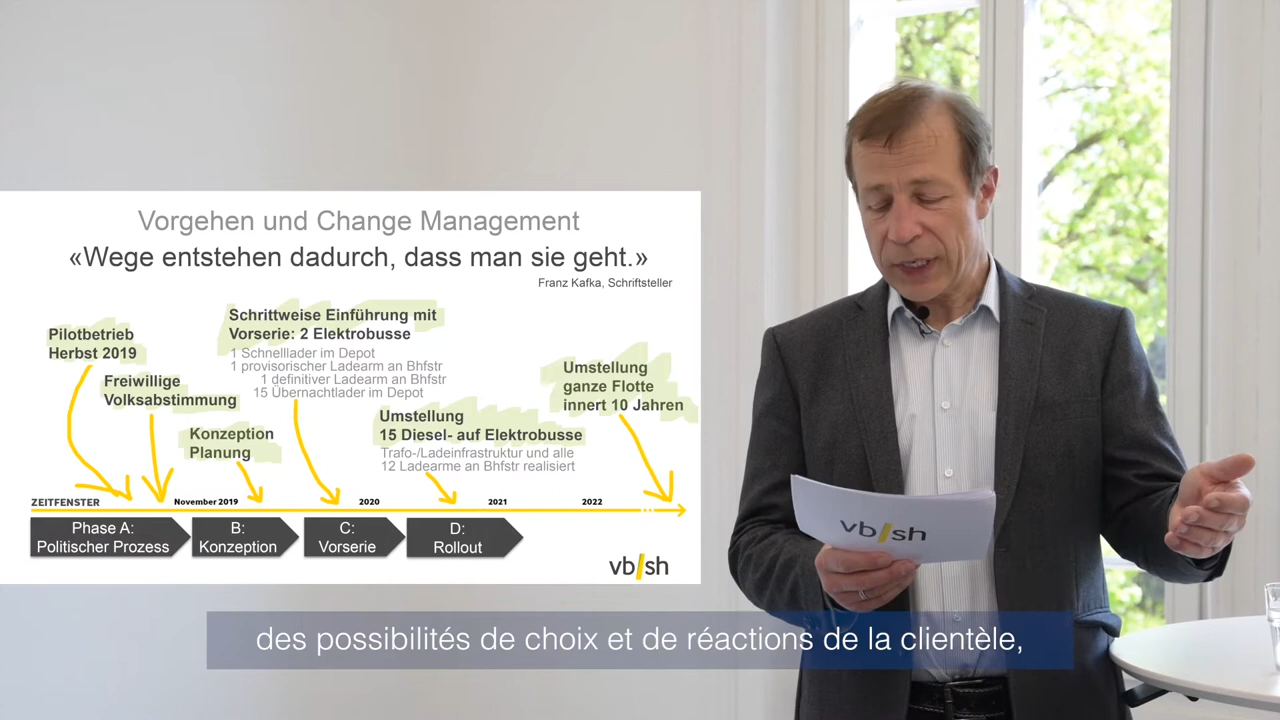 Vorgehen und Change Management
«Wege entstehen dadurch, dass man sie geht.»
Franz Kafka, Schriftsteller
Pilotbetrieb
Herbst 2019
Freiwillige
Volksabstimmung
Konzeption
Planung
Schrittweise Einführung mit
Vorserie: 2 Elektrobusse
1 Schnelllader im Depot
1 provisorischer Ladearm an Bhfstr
1 definitiver Ladearm an Bhfstr
15 Übernachtlader im Depot
Umstellung
15 Diesel- auf Elektrobusse
Trafo-/Ladeinfrastruktur und alle
12 Ladearme an Bhfstr realisiert
Umstellung
ganze Flotte
innert 10 Jahren
ZEITFENSTER
November 2019
2020
2021
2022
Phase A:
Politischer Prozess
B:
Konzeption
C:
Vorserie
D:
Rollout
vb/sh
vb/sh
des possibilités de choix et de réactions de la clientèle,